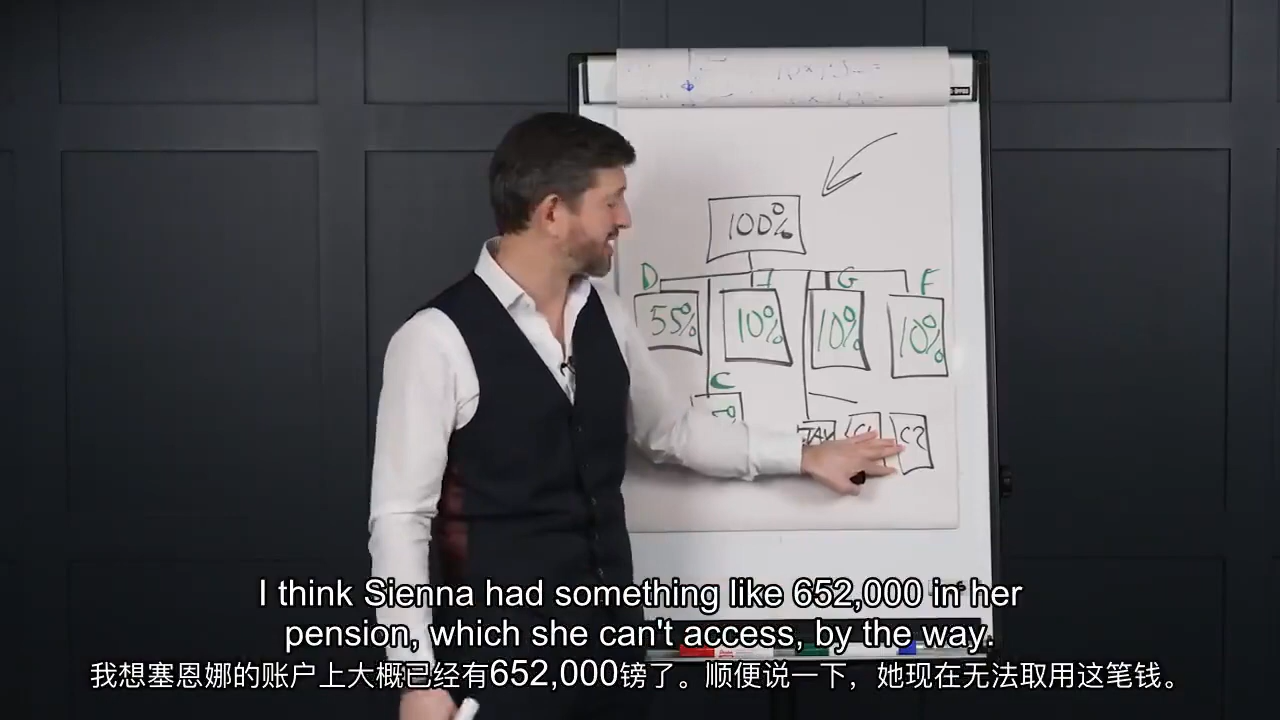 100%
D
G
F
55%
10%
10%
10%
C
C2
I think Sienna had something like 652,000 in her
pension, which she can't access, by the way.
我想塞恩娜的账户上大概已经有652,000镑了。顺便说一下，她现在无法取用这笔钱。